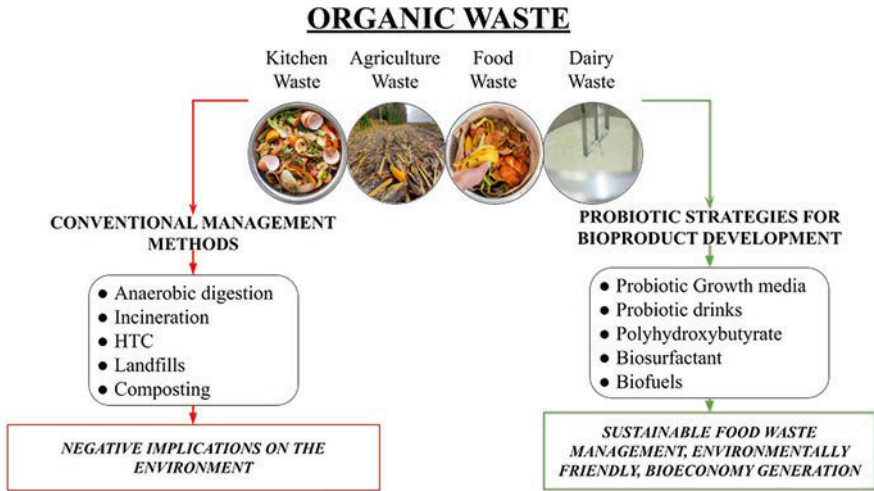 ORGANIC WASTE
Kitchen Waste
Agriculture Waste
Food Waste
Dairy Waste
CONVENTIONAL MANAGEMENT
METHODS
● Anaerobic digestion
● Incineration
● HTC
● Landfills
● Composting
NEGATIVE IMPLICATIONS ON THE
ENVIRONMENT
PROBIOTIC STRATEGIES FOR
BIOPRODUCT DEVELOPMENT
● Probiotic Growth media
● Probiotic drinks
● Polyhydroxybutyrate
● Biosurfactant
● Biofuels
SUSTAINABLE FOOD WASTE
MANAGEMENT, ENVIRONMENTALLY
FRIENDLY, BIOECONOMY GENERATION